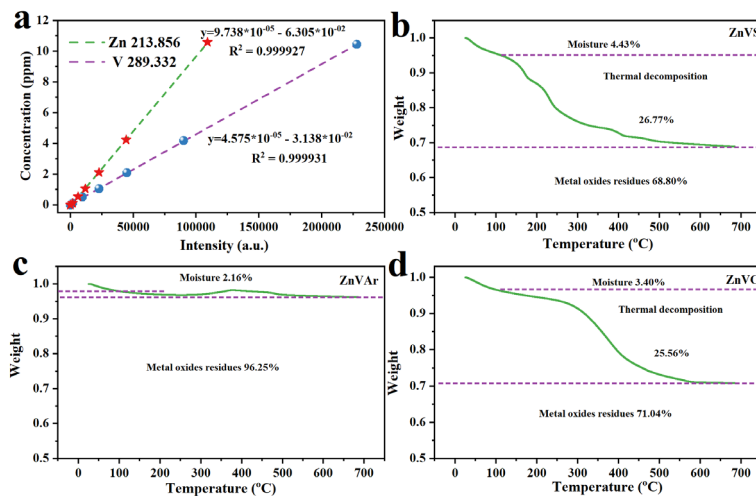 a
Zn 213.856
V 289.332
y=9.738*10^-05 - 6.305*10^-02
R² = 0.999927
y=4.575*10^-05 - 3.138*10^-02
R² = 0.999931
Concentration (ppm)
12
10
8
6
4
2
0
0 50000 100000 150000 200000 250000
Intensity (a.u.)
b
ZnVS
Moisture 4.43%
Thermal decomposition
26.77%
Metal oxides residues 68.80%
Weight
1.0
0.9
0.8
0.7
0.6
0.5
0 100 200 300 400 500 600 700
Temperature (°C)
c
ZnVAr
Moisture 2.16%
Metal oxides residues 96.25%
Weight
1.0
0.9
0.8
0.7
0.6
0.5
0 100 200 300 400 500 600 700
Temperature (°C)
d
Moisture 3.40%
Thermal decomposition
25.56%
Metal oxides residues 71.04%
Weight
1.0
0.9
0.8
0.7
0.6
0.5
0 100 200 300 400 500 600 700
Temperature (°C)